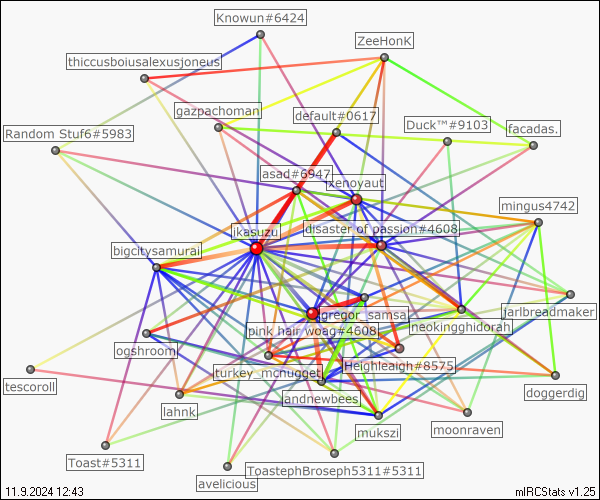 Knowun#6424
ZeeHonK
thiccusboiusalexusjoneus
gazpachoman
default#0617
Duck™#9103
facadas.
Random Stuf6#5983
asad#6947
xenoyaut
mingus4742
ikasuzu
disaster of passion#4608
bigcitysamurai
gregor_samsa
jarlbreadmaker
pink hair woag#4608
neokingghidorah
ogshroom
turkey_mcnugget
Heighleigh#8575
tescoroll
andnewbees
doggerdig
lahnk
mukszi
moonraven
Toast#5311
avelicious
ToastephBroseph5311#5311
11.9.2024 12:43
mIRCStats v1.25